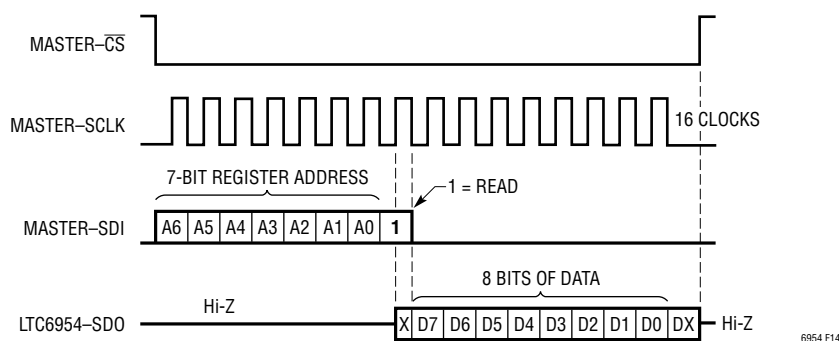 MASTER–CS
MASTER–SCLK
16 CLOCKS
7-BIT REGISTER ADDRESS
1 = READ
MASTER–SDI
A6 A5 A4 A3 A2 A1 A0 1
8 BITS OF DATA
Hi-Z
LTC6954–SDO
X D7 D6 D5 D4 D3 D2 D1 D0 DX
Hi-Z
6954 F14